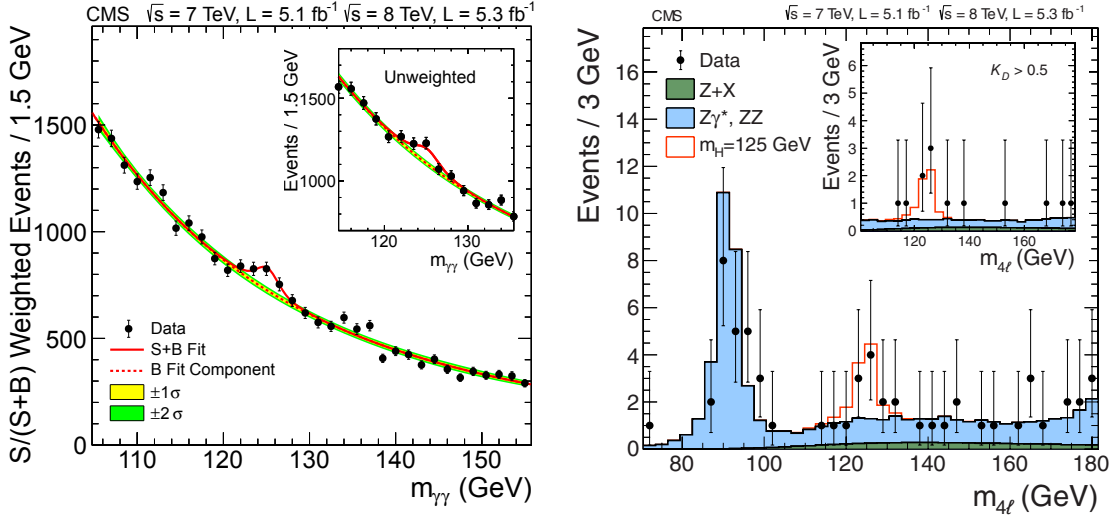 CMS √s = 7 TeV, L = 5.1 fb⁻¹ √s = 8 TeV, L = 5.3 fb⁻¹
S/(S+B) Weighted Events / 1.5 GeV
1500
1000
500
0
110 120 130 140 150
m_γγ (GeV)
Data
S+B Fit
B Fit Component
±1σ
±2 σ
Unweighted
Events / 1.5 GeV
1500
1000
120 130
m_γγ (GeV)
CMS √s = 7 TeV, L = 5.1 fb⁻¹ √s = 8 TeV, L = 5.3 fb⁻¹
Events / 3 GeV
16
14
12
10
8
6
4
2
0
80 100 120 140 160 180
m_4ℓ (GeV)
Data
Z+X
Zγ*, ZZ
m_H=125 GeV
K_D > 0.5
Events / 3 GeV
6
5
4
3
2
1
0
120 140 160
m_4ℓ (GeV)